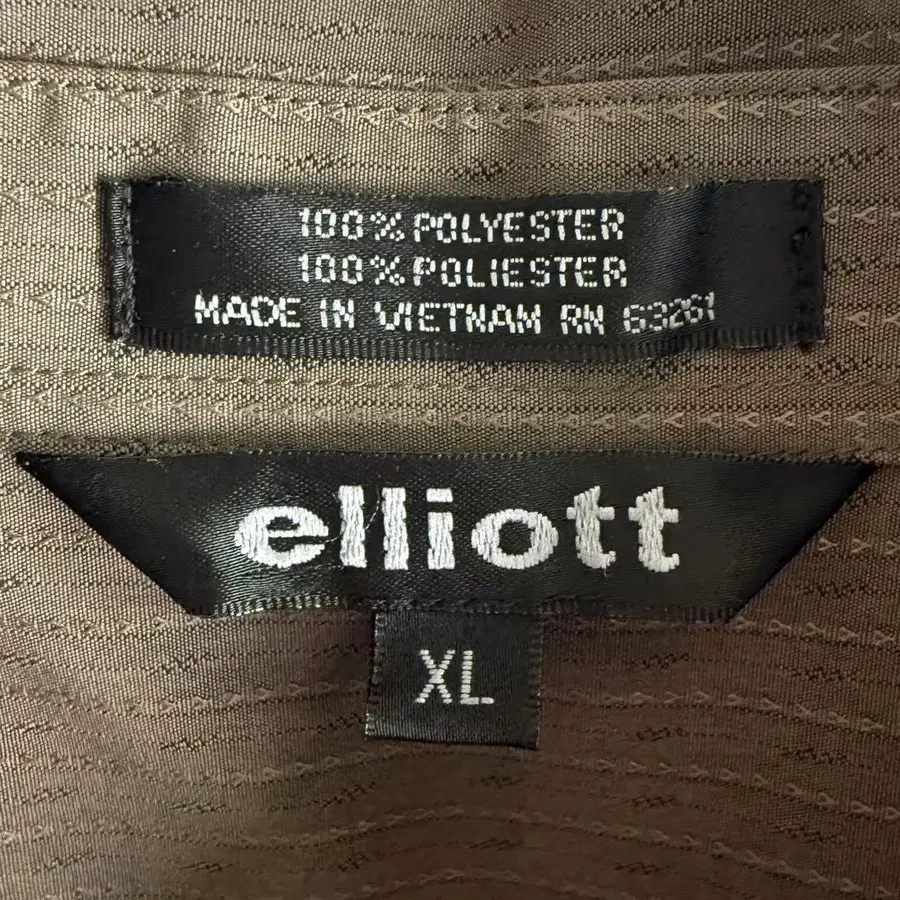 100% POLYESTER
100% POLIESTER
MADE IN VIETNAM RN 63261
elliott
XL